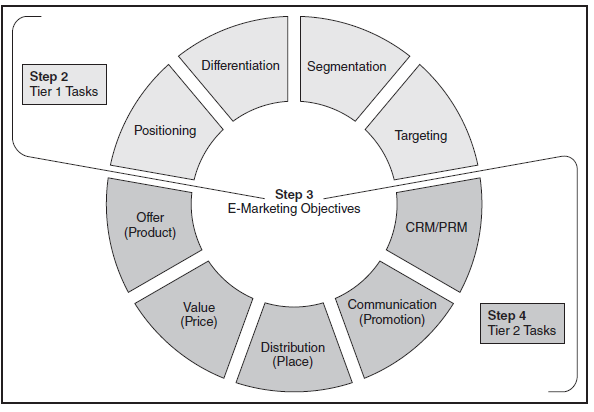 Step 2
Tier 1 Tasks
Differentiation
Segmentation
Positioning
Targeting
Step 3
E-Marketing Objectives
Offer
(Product)
CRM/PRM
Value
(Price)
Communication
(Promotion)
Distribution
(Place)
Step 4
Tier 2 Tasks